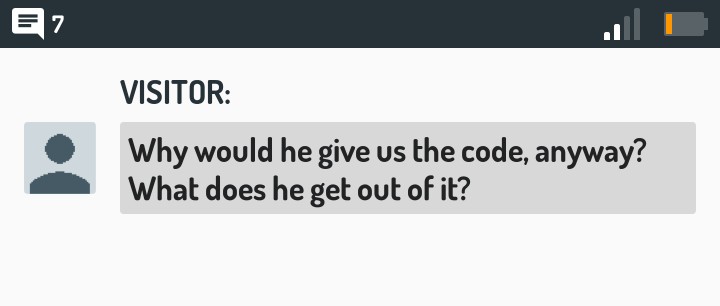 7
VISITOR:
Why would he give us the code, anyway?
What does he get out of it?